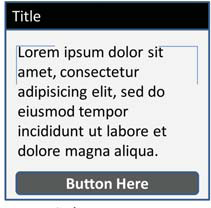 Title
Lorem ipsum dolor sit
amet, consectetur
adipisicing elit, sed do
eiusmod tempor
incididunt ut labore et
dolore magna aliqua.
Button Here